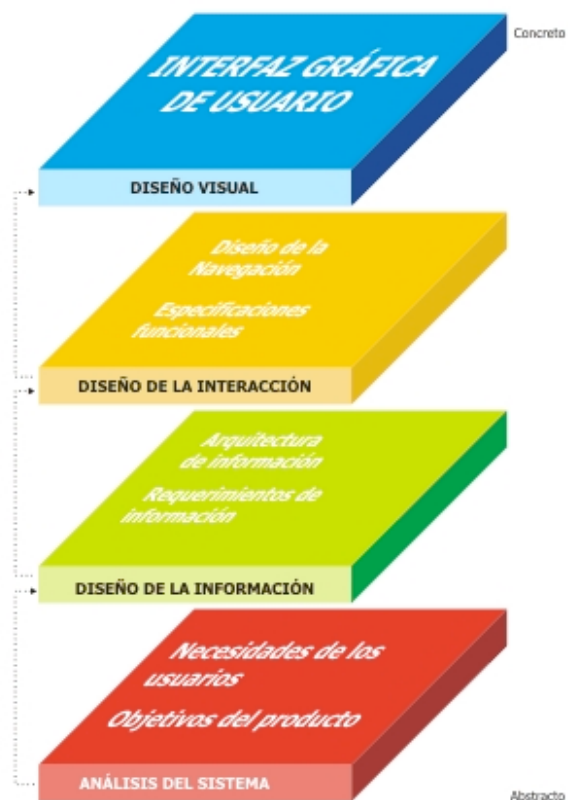 Concreto
INTERFAZ GRÁFICA
DE USUARIO
DISEÑO VISUAL
Diseño de la
Navegación
Especificaciones
funcionales
DISEÑO DE LA INTERACCIÓN
Arquitectura
de información
Requerimientos de
información
DISEÑO DE LA INFORMACIÓN
Necesidades de los
usuarios
Objetivos del producto
ANÁLISIS DEL SISTEMA
Abstracto